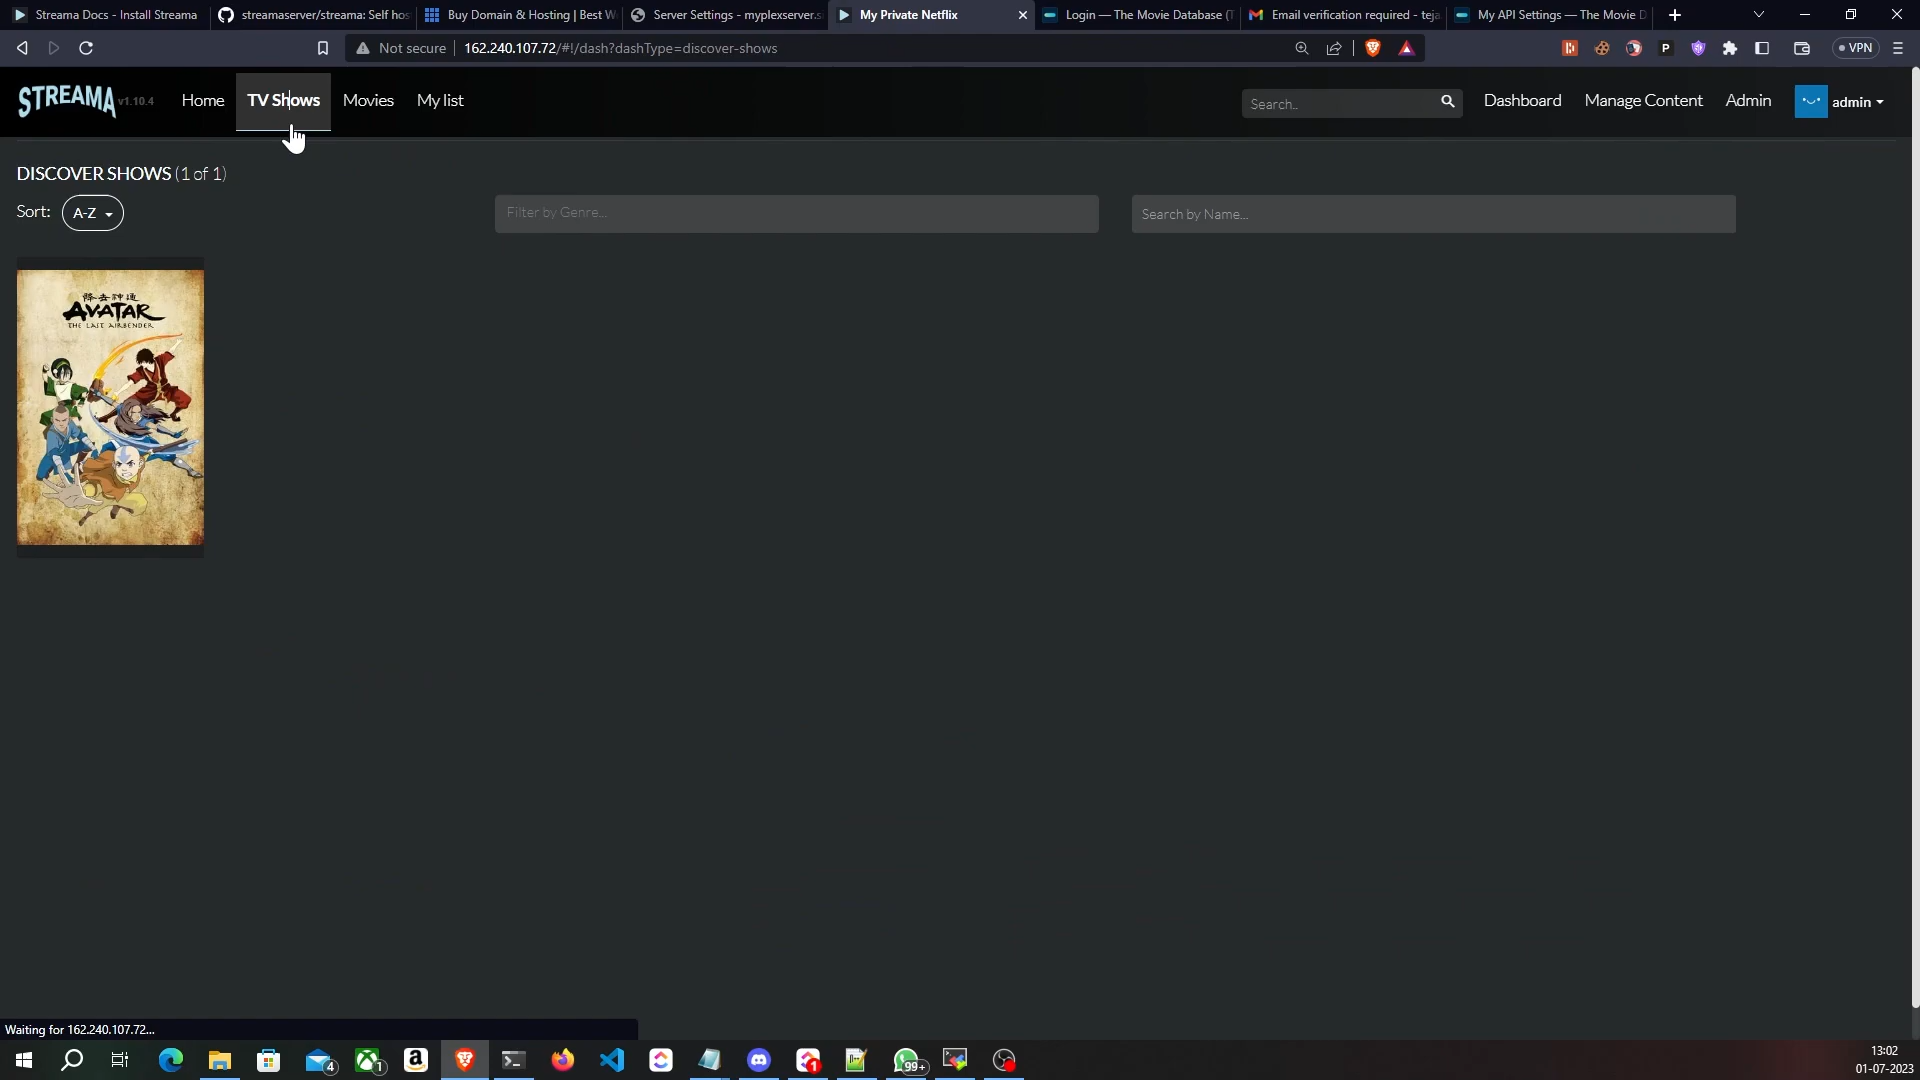 Streama Docs - Install Streama
streamaserver/streama: Self hos
Buy Domain & Hosting | Best W
Server Settings - myplexserver.s
My Private Netflix
Login — The Movie Database (T
Email verification required - teja
My API Settings — The Movie D
Not secure
162.240.107.72/#!/dash?dashType=discover-shows
P
VPN
STREAMA
v1.10.4
Home
TV Shows
Movies
My list
Search..
Dashboard
Manage Content
Admin
admin
DISCOVER SHOWS (1 of 1)
Sort:
A-Z
Filter by Genre...
Search by Name...
AVATAR
THE LAST AIRBENDER
Waiting for 162.240.107.72...
4
1
a
1
99+
13:02
01-07-2023